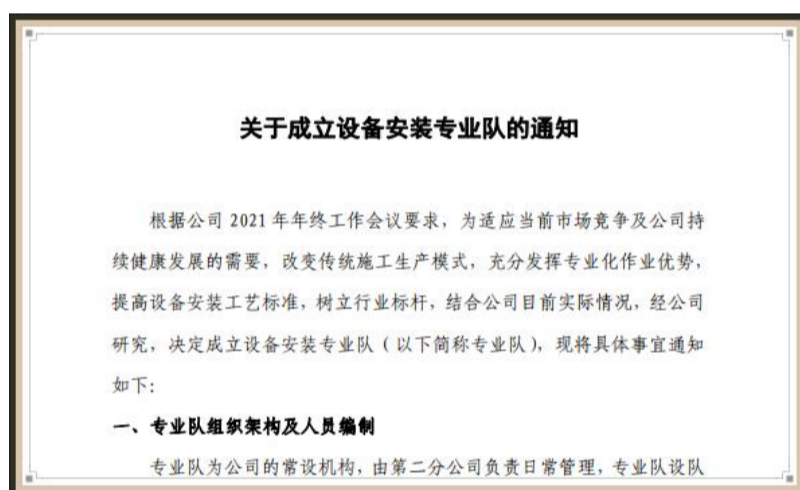 关于成立设备安装专业队的通知
根据公司 2021 年年终工作会议要求，为适应当前市场竞争及公司持
续健康发展的需要，改变传统施工生产模式，充分发挥专业化作业优势，
提高设备安装工艺标准，树立行业标杆，结合公司目前实际情况，经公司
研究，决定成立设备安装专业队（以下简称专业队），现将具体事宜通知
如下：
一、专业队组织架构及人员编制
专业队为公司的常设机构，由第二分公司负责日常管理，专业队设队